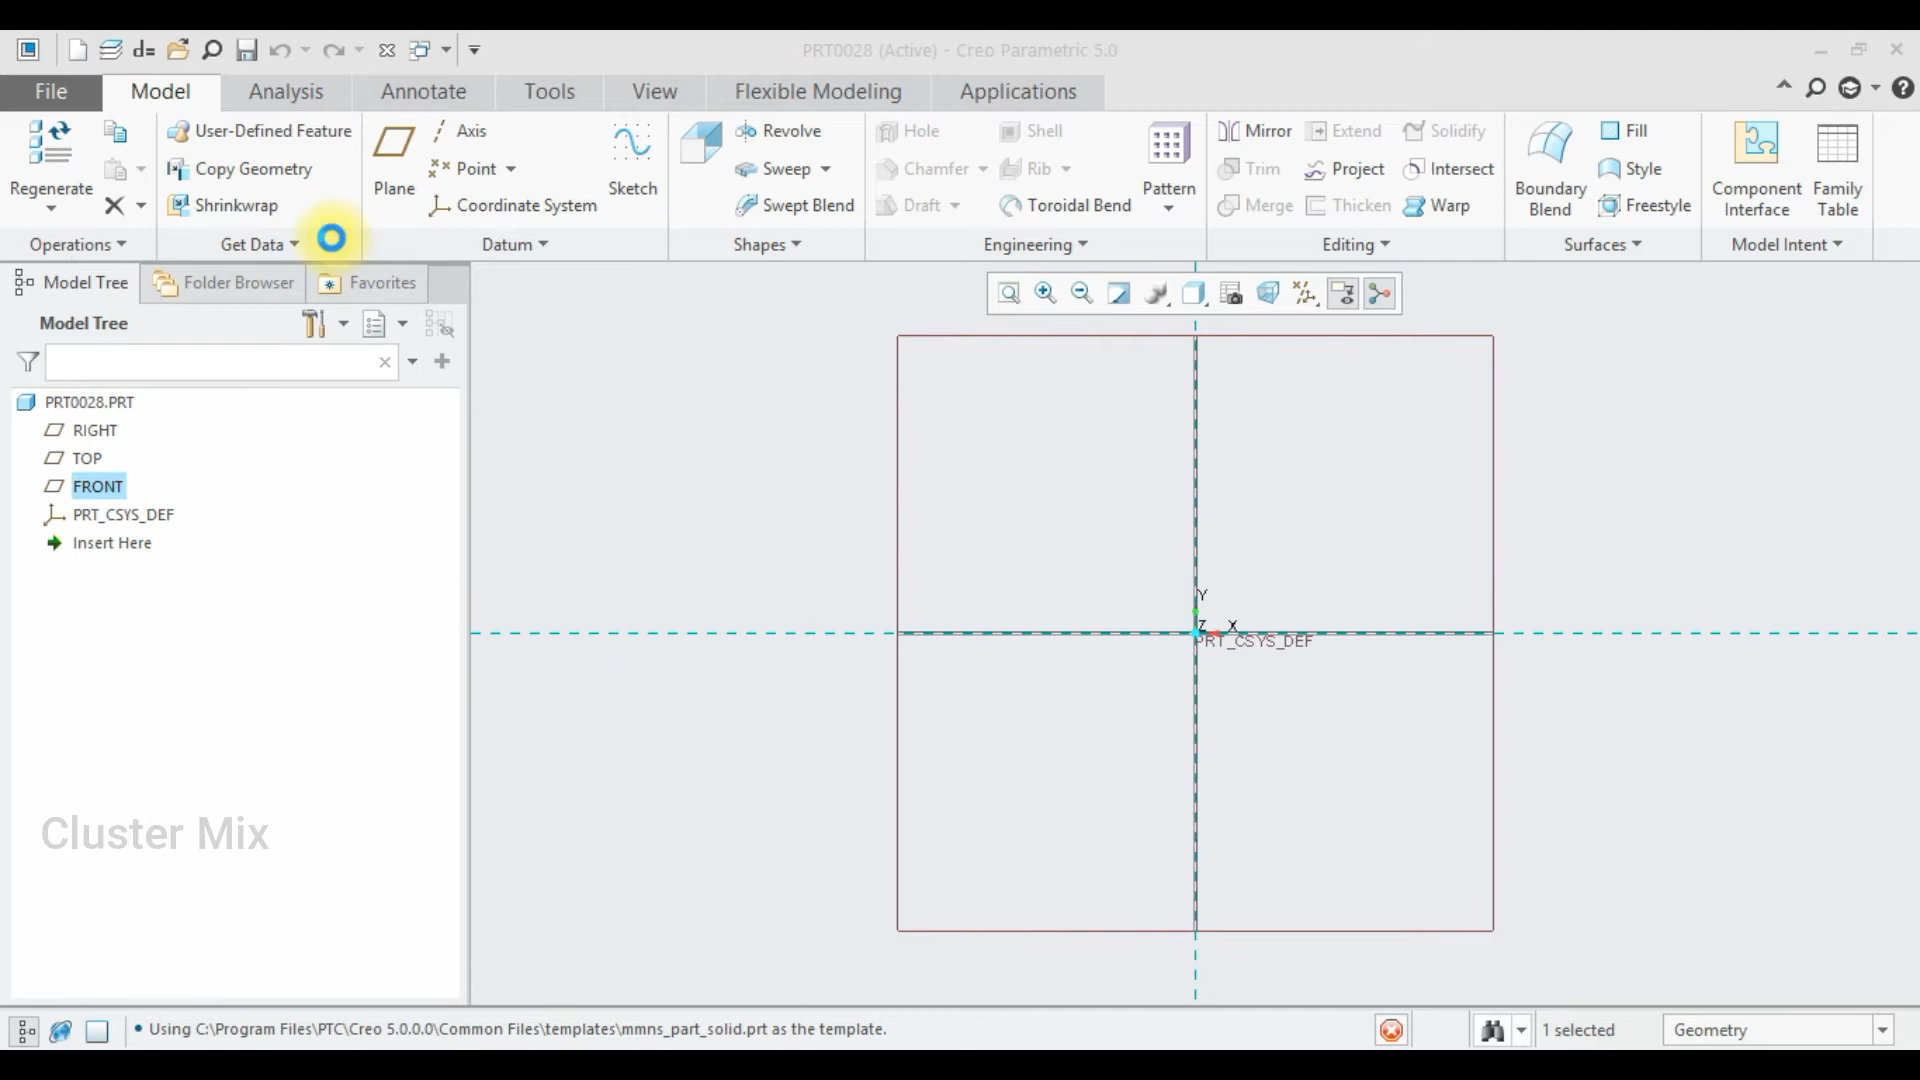 d=
PRT0028 (Active) - Creo Parametric 5.0
File Model Analysis Annotate Tools View Flexible Modeling Applications
Regenerate
User-Defined Feature
Copy Geometry
Shrinkwrap
Plane
Axis
Point
Coordinate System
Sketch
Revolve
Sweep
Swept Blend
Hole
Chamfer
Draft
Shell
Rib
Toroidal Bend
Pattern
Mirror
Trim
Merge
Extend
Project
Thicken
Solidify
Intersect
Warp
Boundary
Blend
Fill
Style
Freestyle
Component
Interface
Family
Table
Operations Get Data Datum Shapes Engineering Editing Surfaces Model Intent
Model Tree Folder Browser Favorites
Model Tree
PRT0028.PRT
RIGHT
TOP
FRONT
PRT_CSYS_DEF
Insert Here
Y
Z X
PRT_CSYS_DEF
Cluster Mix
• Using C:\Program Files\PTC\Creo 5.0.0.0\Common Files\templates\mmns_part_solid.prt as the template.
1 selected
Geometry